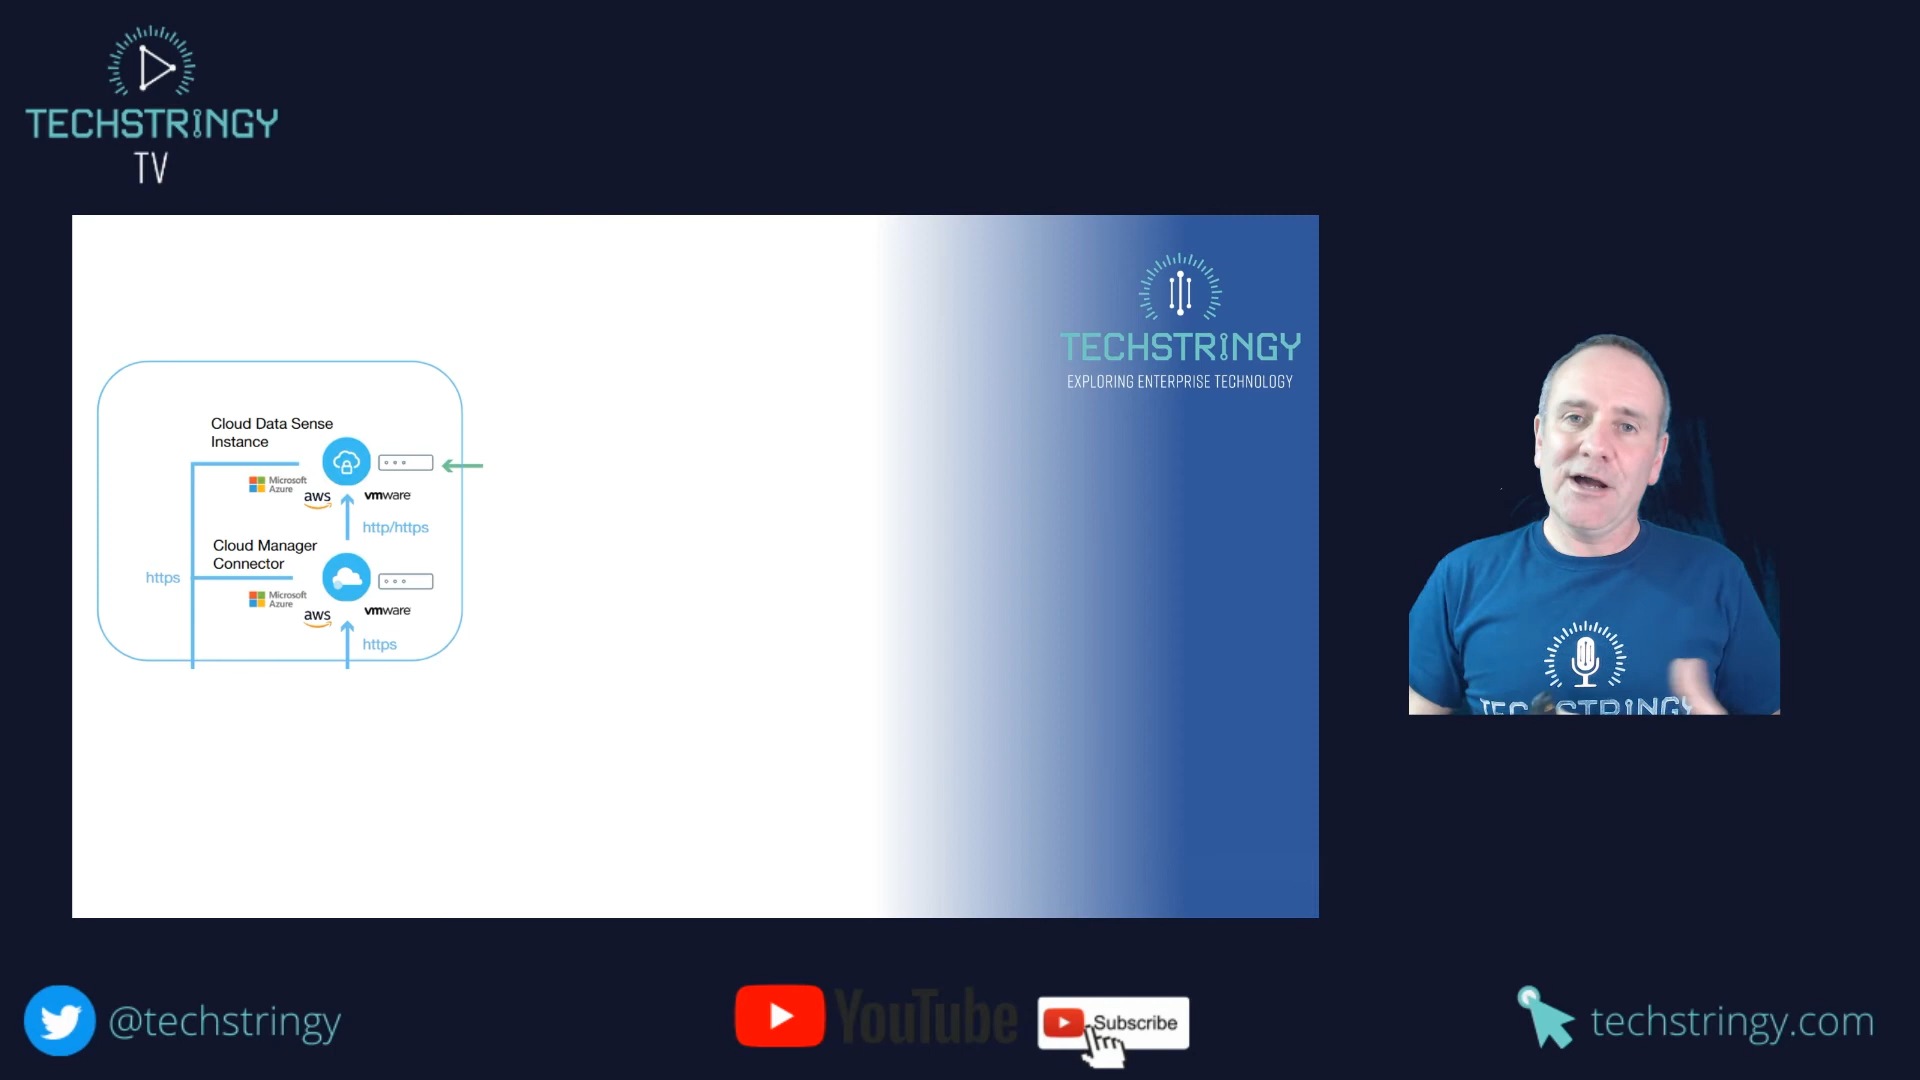 TECHSTRINGY
TV
TECHSTRINGY
EXPLORING ENTERPRISE TECHNOLOGY
Cloud Data Sense
Instance
Microsoft
Azure
aws
vmware
http/https
Cloud Manager
Connector
https
Microsoft
Azure
aws
vmware
https
TECHSTRINGY
@techstringy
YouTube
Subscribe
techstringy.com